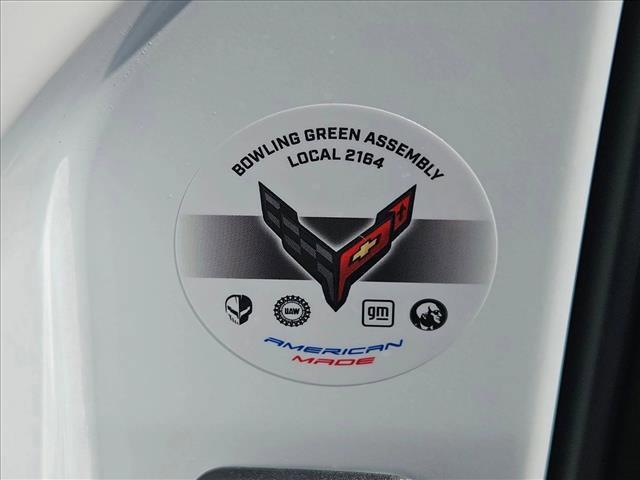 BOWLING GREEN ASSEMBLY
LOCAL 2164
UAW
gm
AMERICAN
MADE